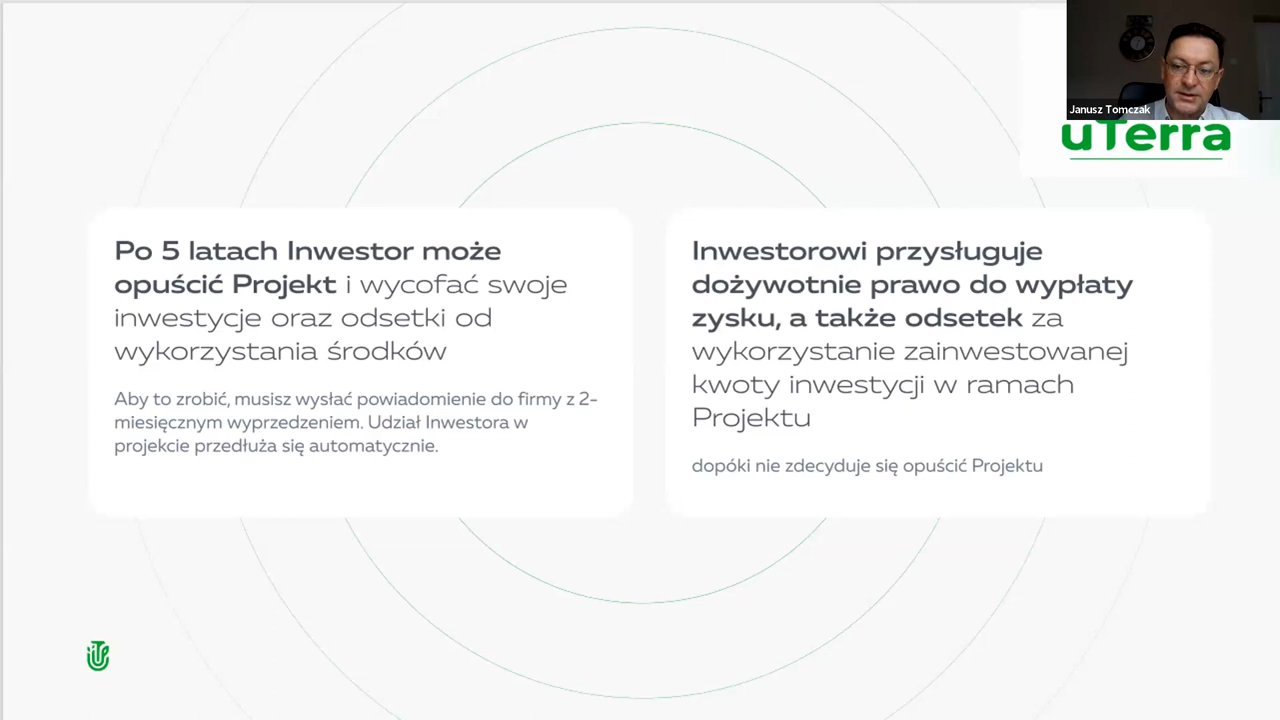 Janusz Tomczak
uTerra
Po 5 latach Inwestor może
opuścić Projekt i wycofać swoje
inwestycje oraz odsetki od
wykorzystania środków
Aby to zrobić, musisz wysłać powiadomienie do firmy z 2-
miesięcznym wyprzedzeniem. Udział Inwestora w
projekcie przedłuża się automatycznie.
Inwestorowi przysługuje
dożywotnie prawo do wypłaty
zysku, a także odsetek za
wykorzystanie zainwestowanej
kwoty inwestycji w ramach
Projektu
dopóki nie zdecyduje się opuścić Projektu